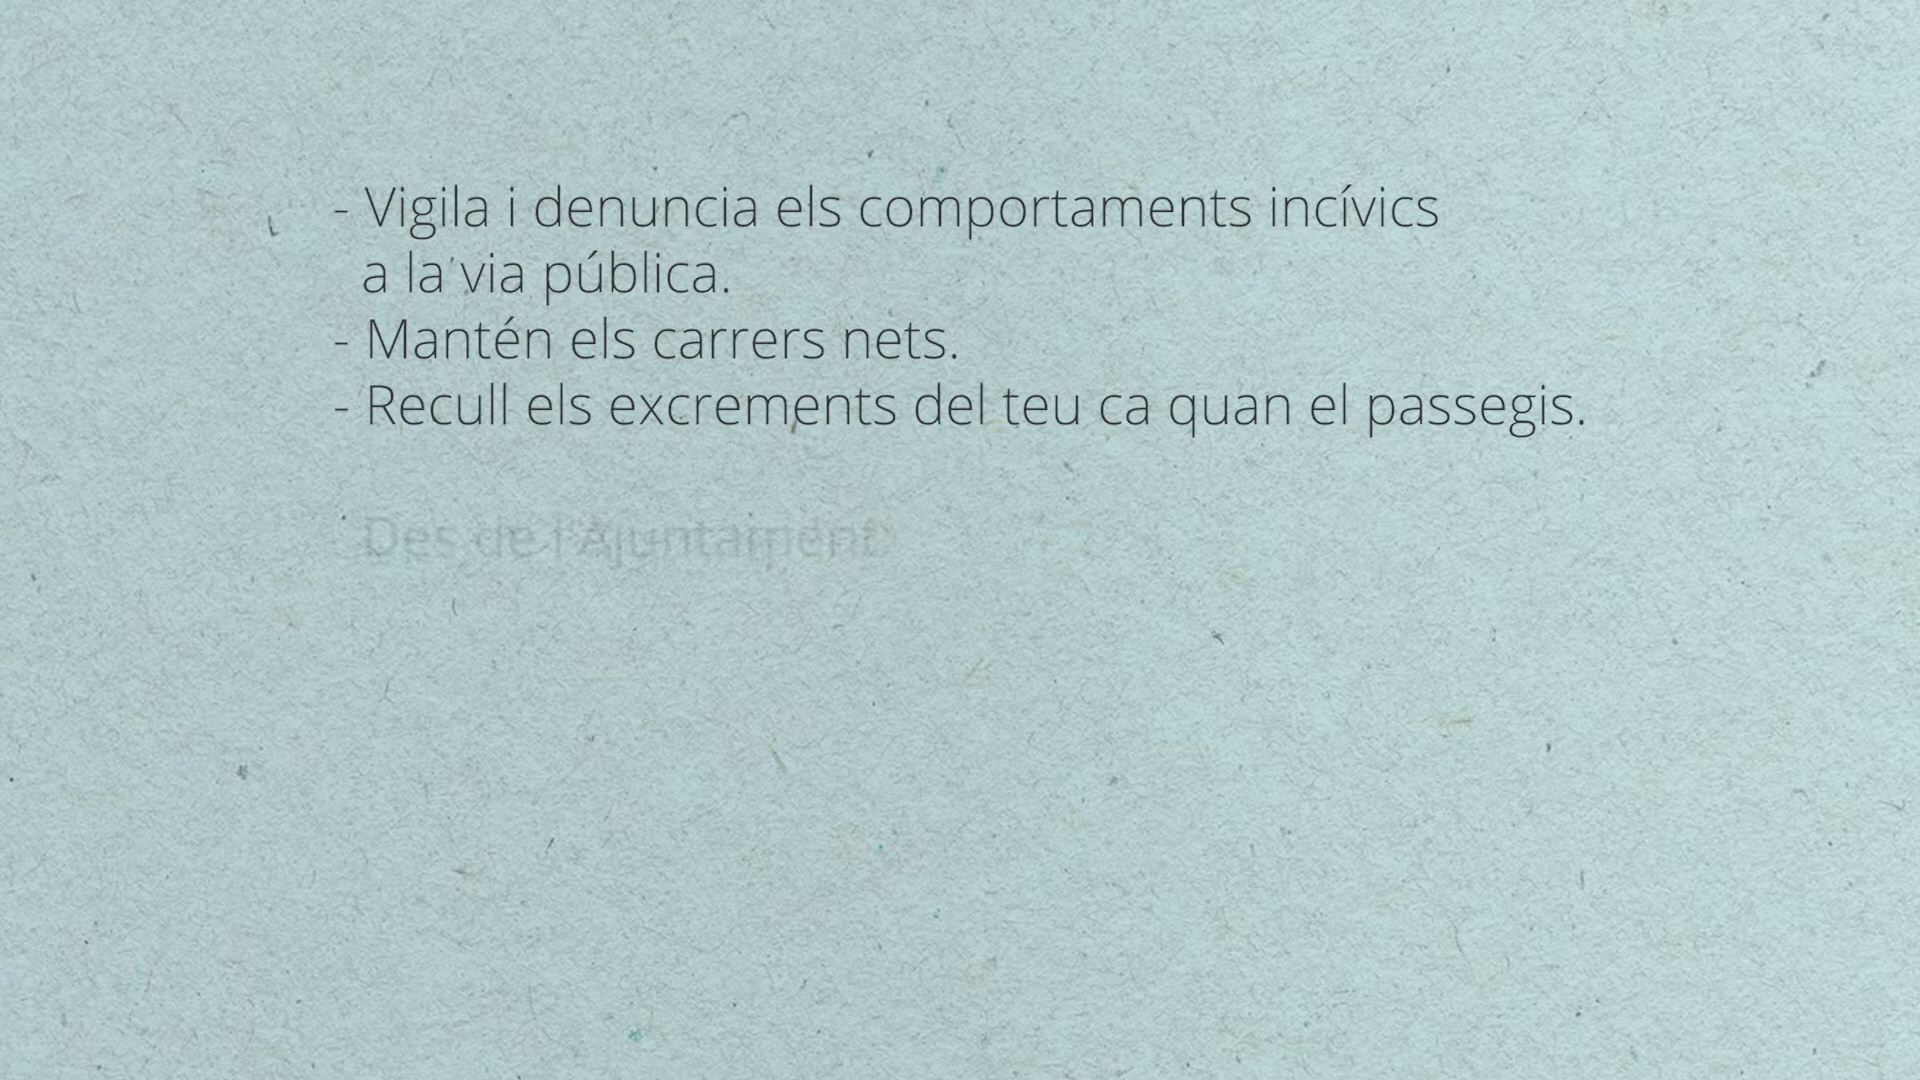 - Vigila i denuncia els comportaments incívics
a la via pública.
- Mantén els carrers nets.
- Recull els excrements del teu ca quan el passegis.
Des de l'Ajuntament